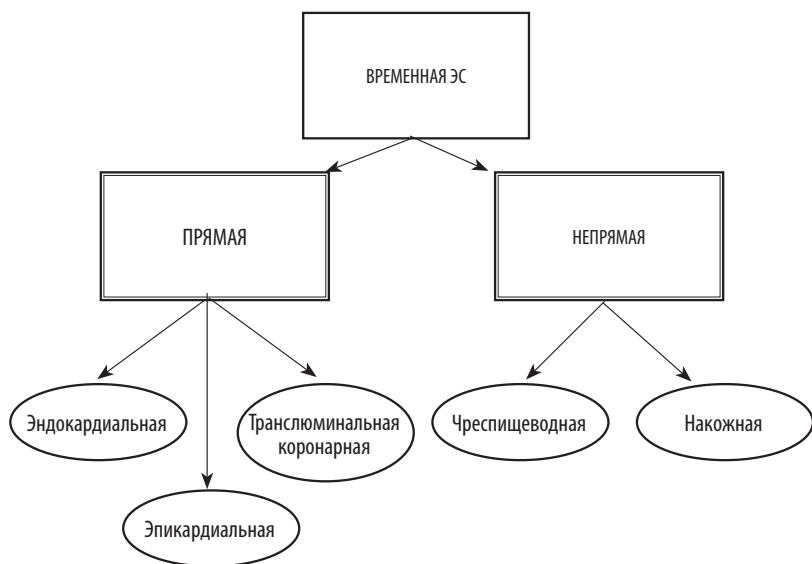 ВРЕМЕННАЯ ЭС
ПРЯМАЯ
НЕПРЯМАЯ
Эндокардиальная
Транслюминальная
коронарная
Чреспищеводная
Накожная
Эпикардиальная